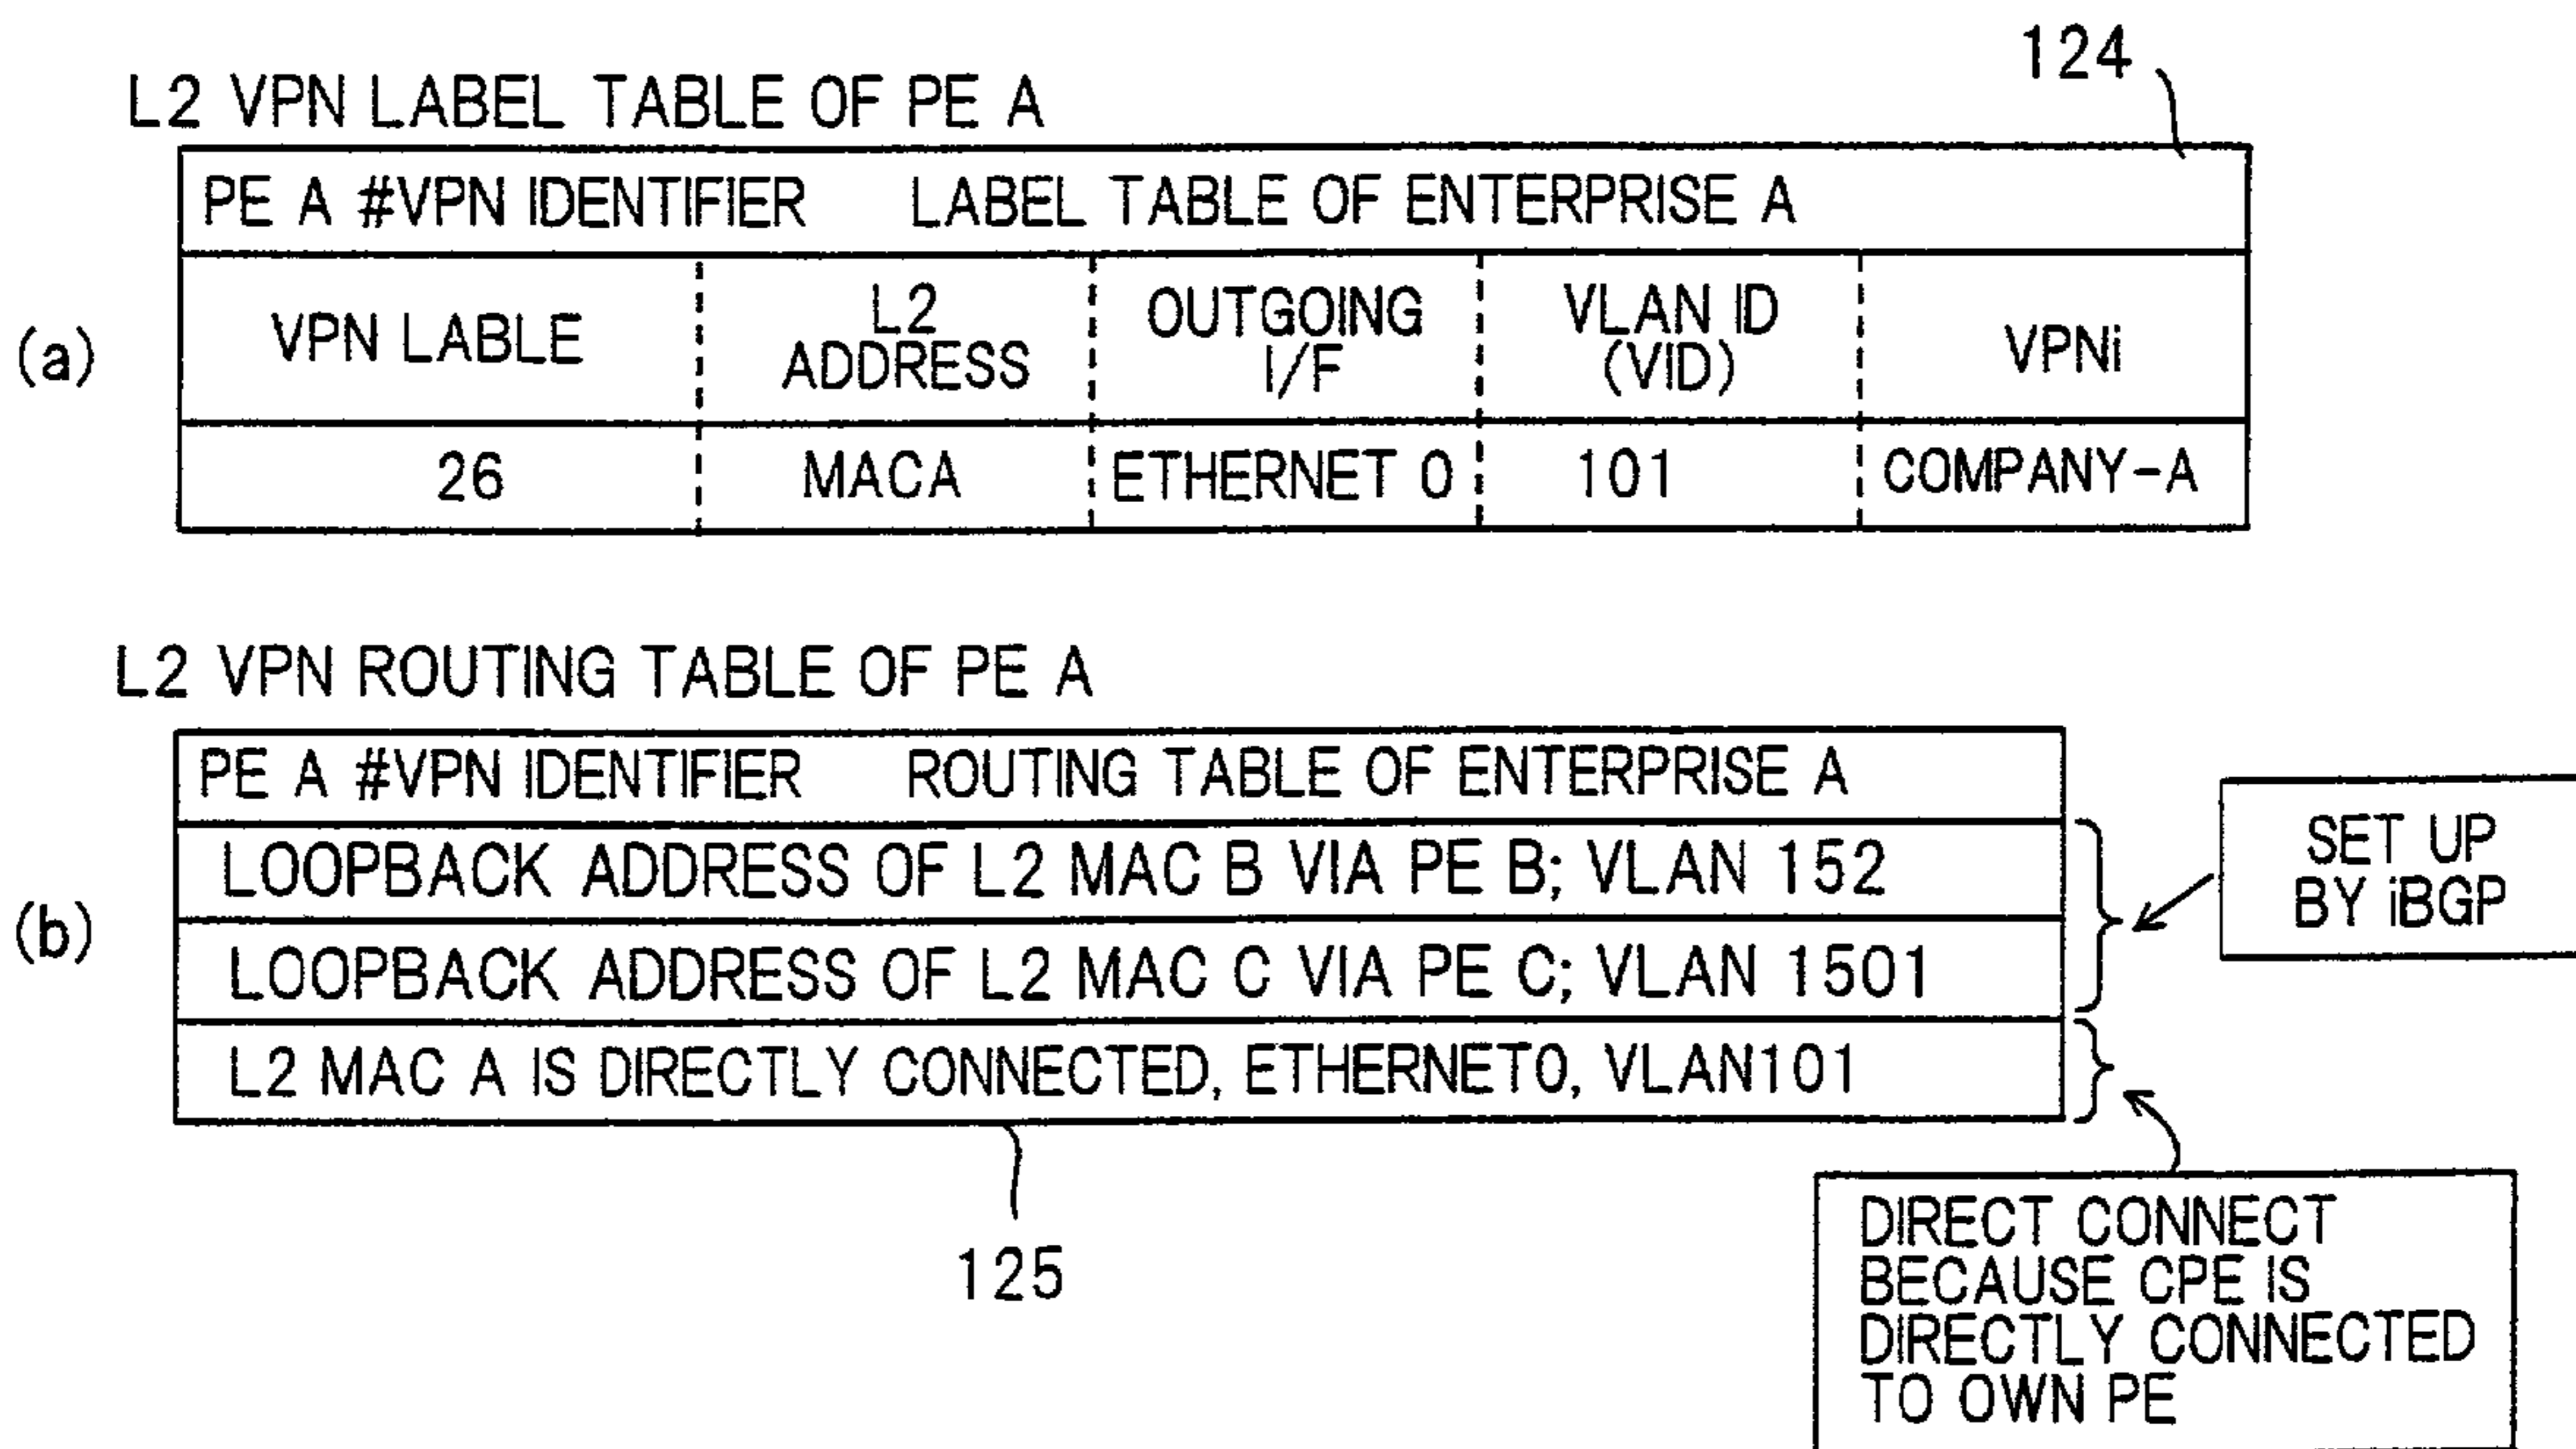 124
L2 VPN LABEL TABLE OF PE A
PE A #VPN IDENTIFIER LABEL TABLE OF ENTERPRISE A
(a)
VPN LABLE
L2
ADDRESS
OUTGOING
I/F
VLAN ID
(VID)
VPNi
26 MACA ETHERNET 0 101 COMPANY-A
L2 VPN ROUTING TABLE OF PE A
PE A #VPN IDENTIFIER ROUTING TABLE OF ENTERPRISE A
(b)
LOOPBACK ADDRESS OF L2 MAC B VIA PE B; VLAN 152
LOOPBACK ADDRESS OF L2 MAC C VIA PE C; VLAN 1501
L2 MAC A IS DIRECTLY CONNECTED, ETHERNET0, VLAN101
SET UP
BY iBGP
125
DIRECT CONNECT
BECAUSE CPE IS
DIRECTLY CONNECTED
TO OWN PE